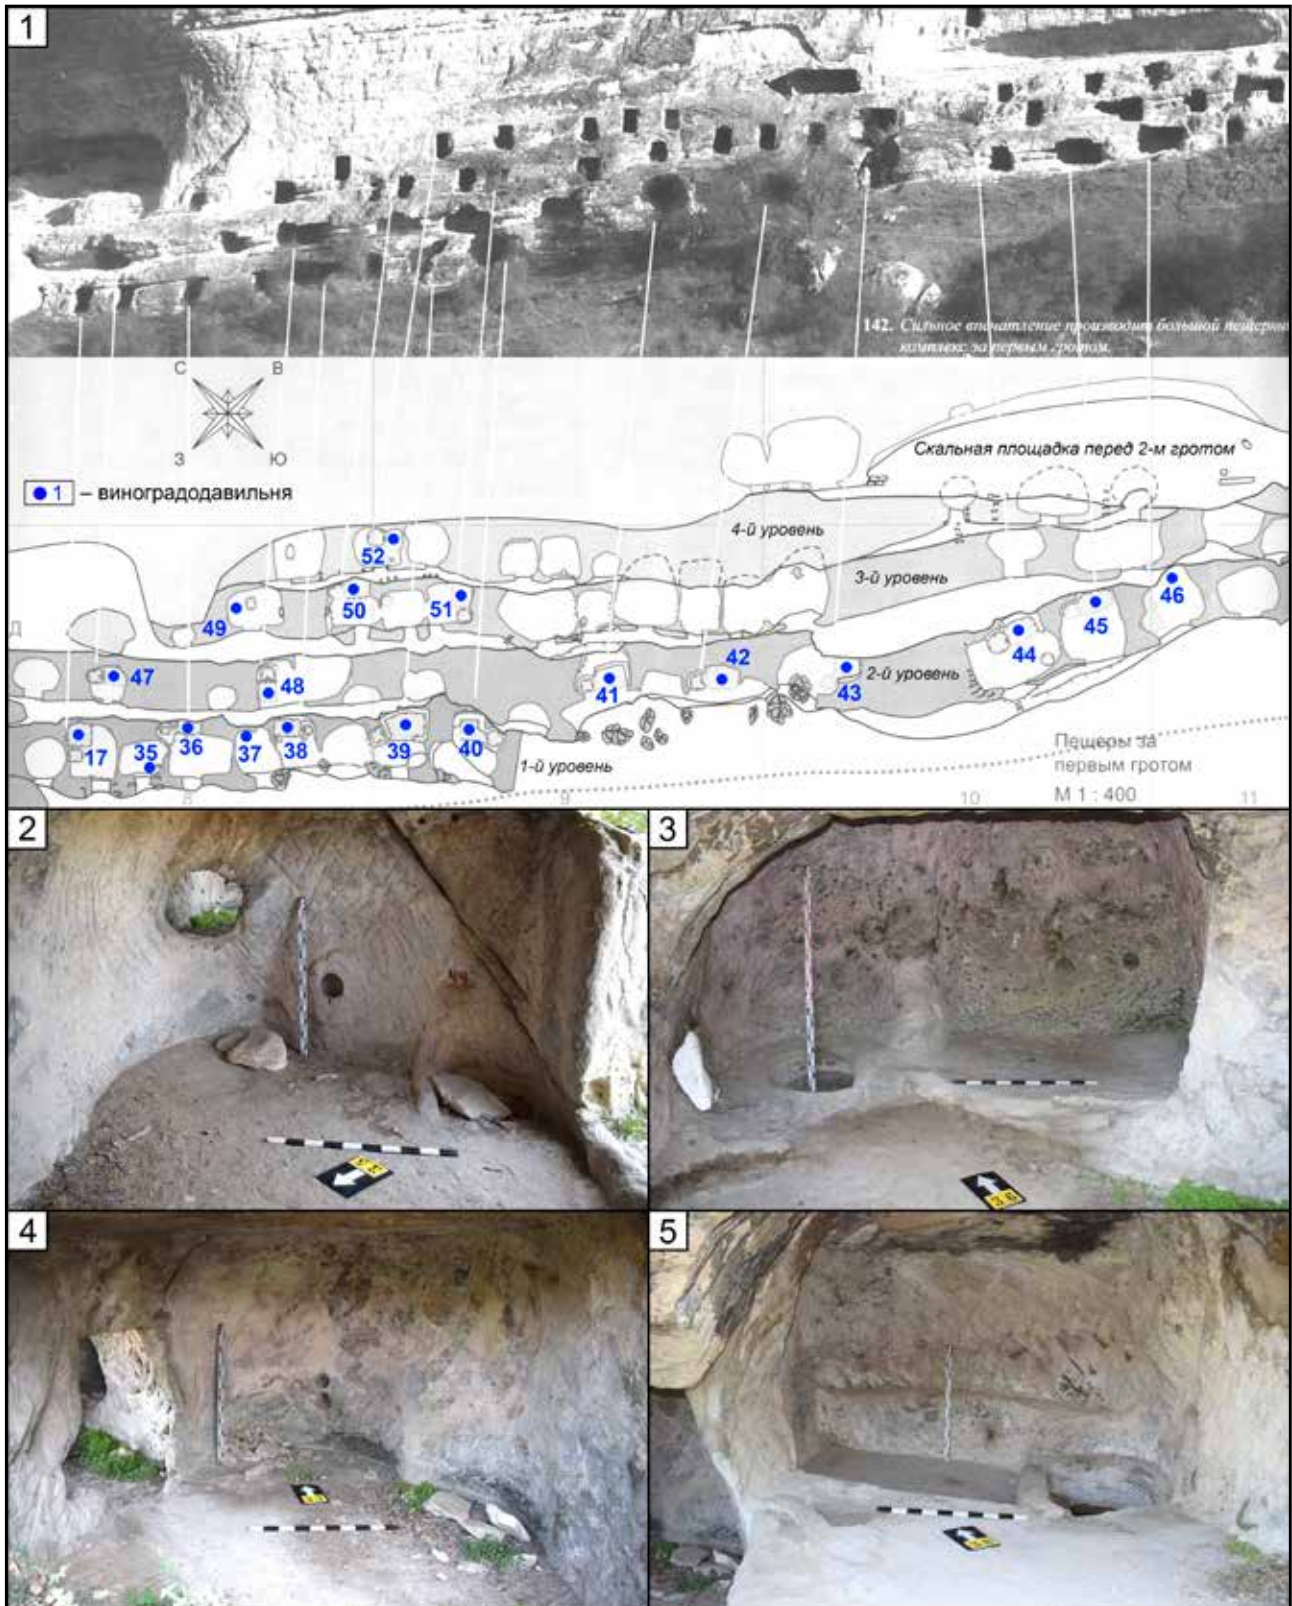 1
142. Сильное впечатление производит большой пещерный
комплекс за первым гротом.
С В
З Ю
1 – виноградодавильня
Скальная площадка перед 2-м гротом
4-й уровень
3-й уровень
52
50
51
49
46
45
44
47
48
41
42
43
2-й уровень
17
35
36
37
38
39
40
1-й уровень
Пещеры за
первым гротом
М 1 : 400
8
9
10
11
2
3
36
4
5